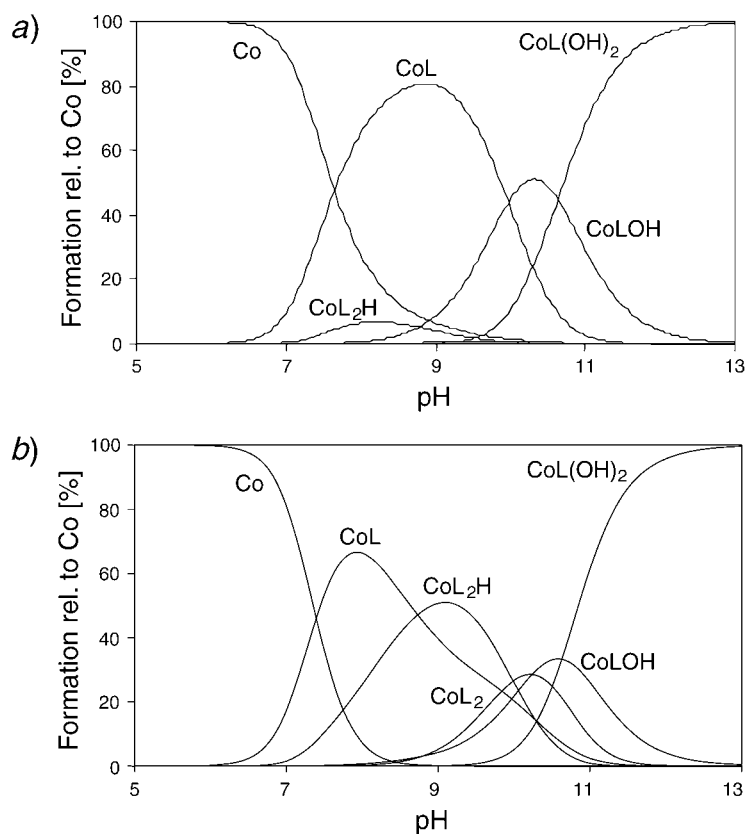 a)
Formation rel. to Co [%]
100
80
60
40
20
0
Co
CoL
CoL(OH)₂
CoLOH
CoL₂H
5 7 9 11 13
pH
b)
Formation rel. to Co [%]
100
80
60
40
20
0
Co
CoL
CoL₂H
CoL(OH)₂
CoLOH
CoL₂
5 7 9 11 13
pH